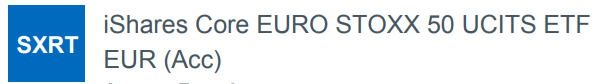 SXRT
iShares Core EURO STOXX 50 UCITS ETF
EUR (Acc)